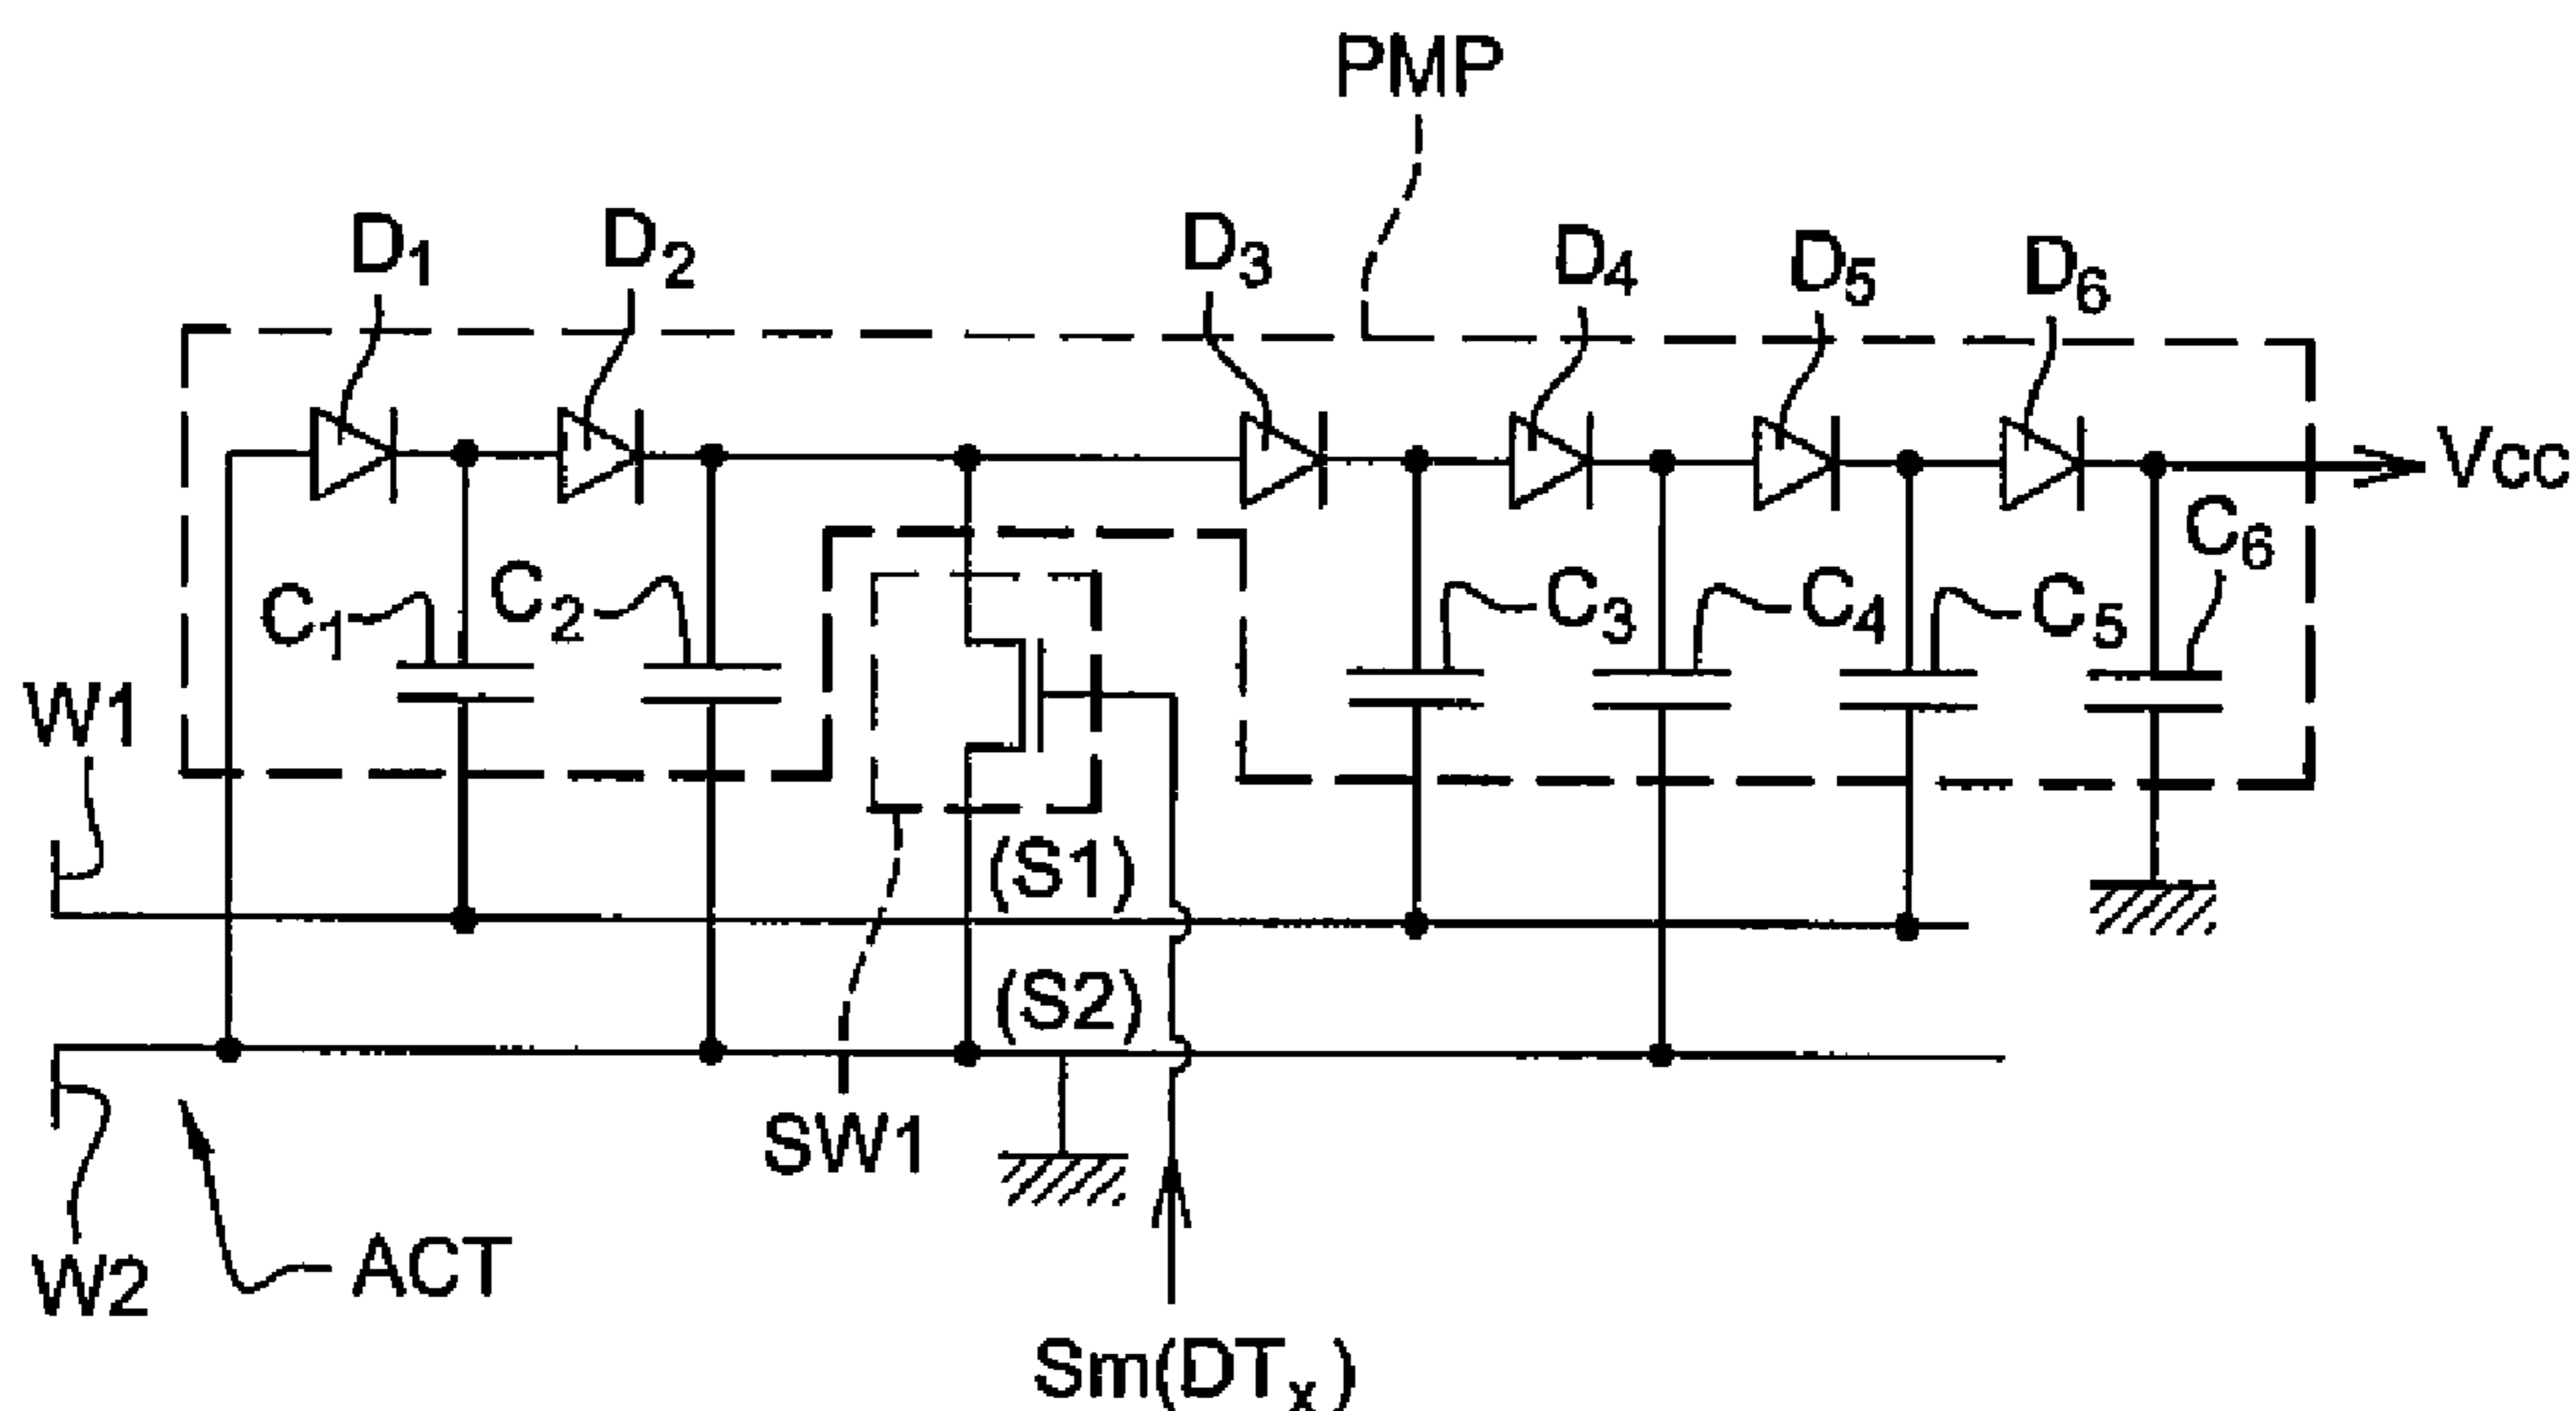 PMP
D1
D2
D3
D4
D5
D6
Vcc
C1
C2
C3
C4
C5
C6
W1
(S1)
(S2)
SW1
W2
ACT
Sm(DTx)